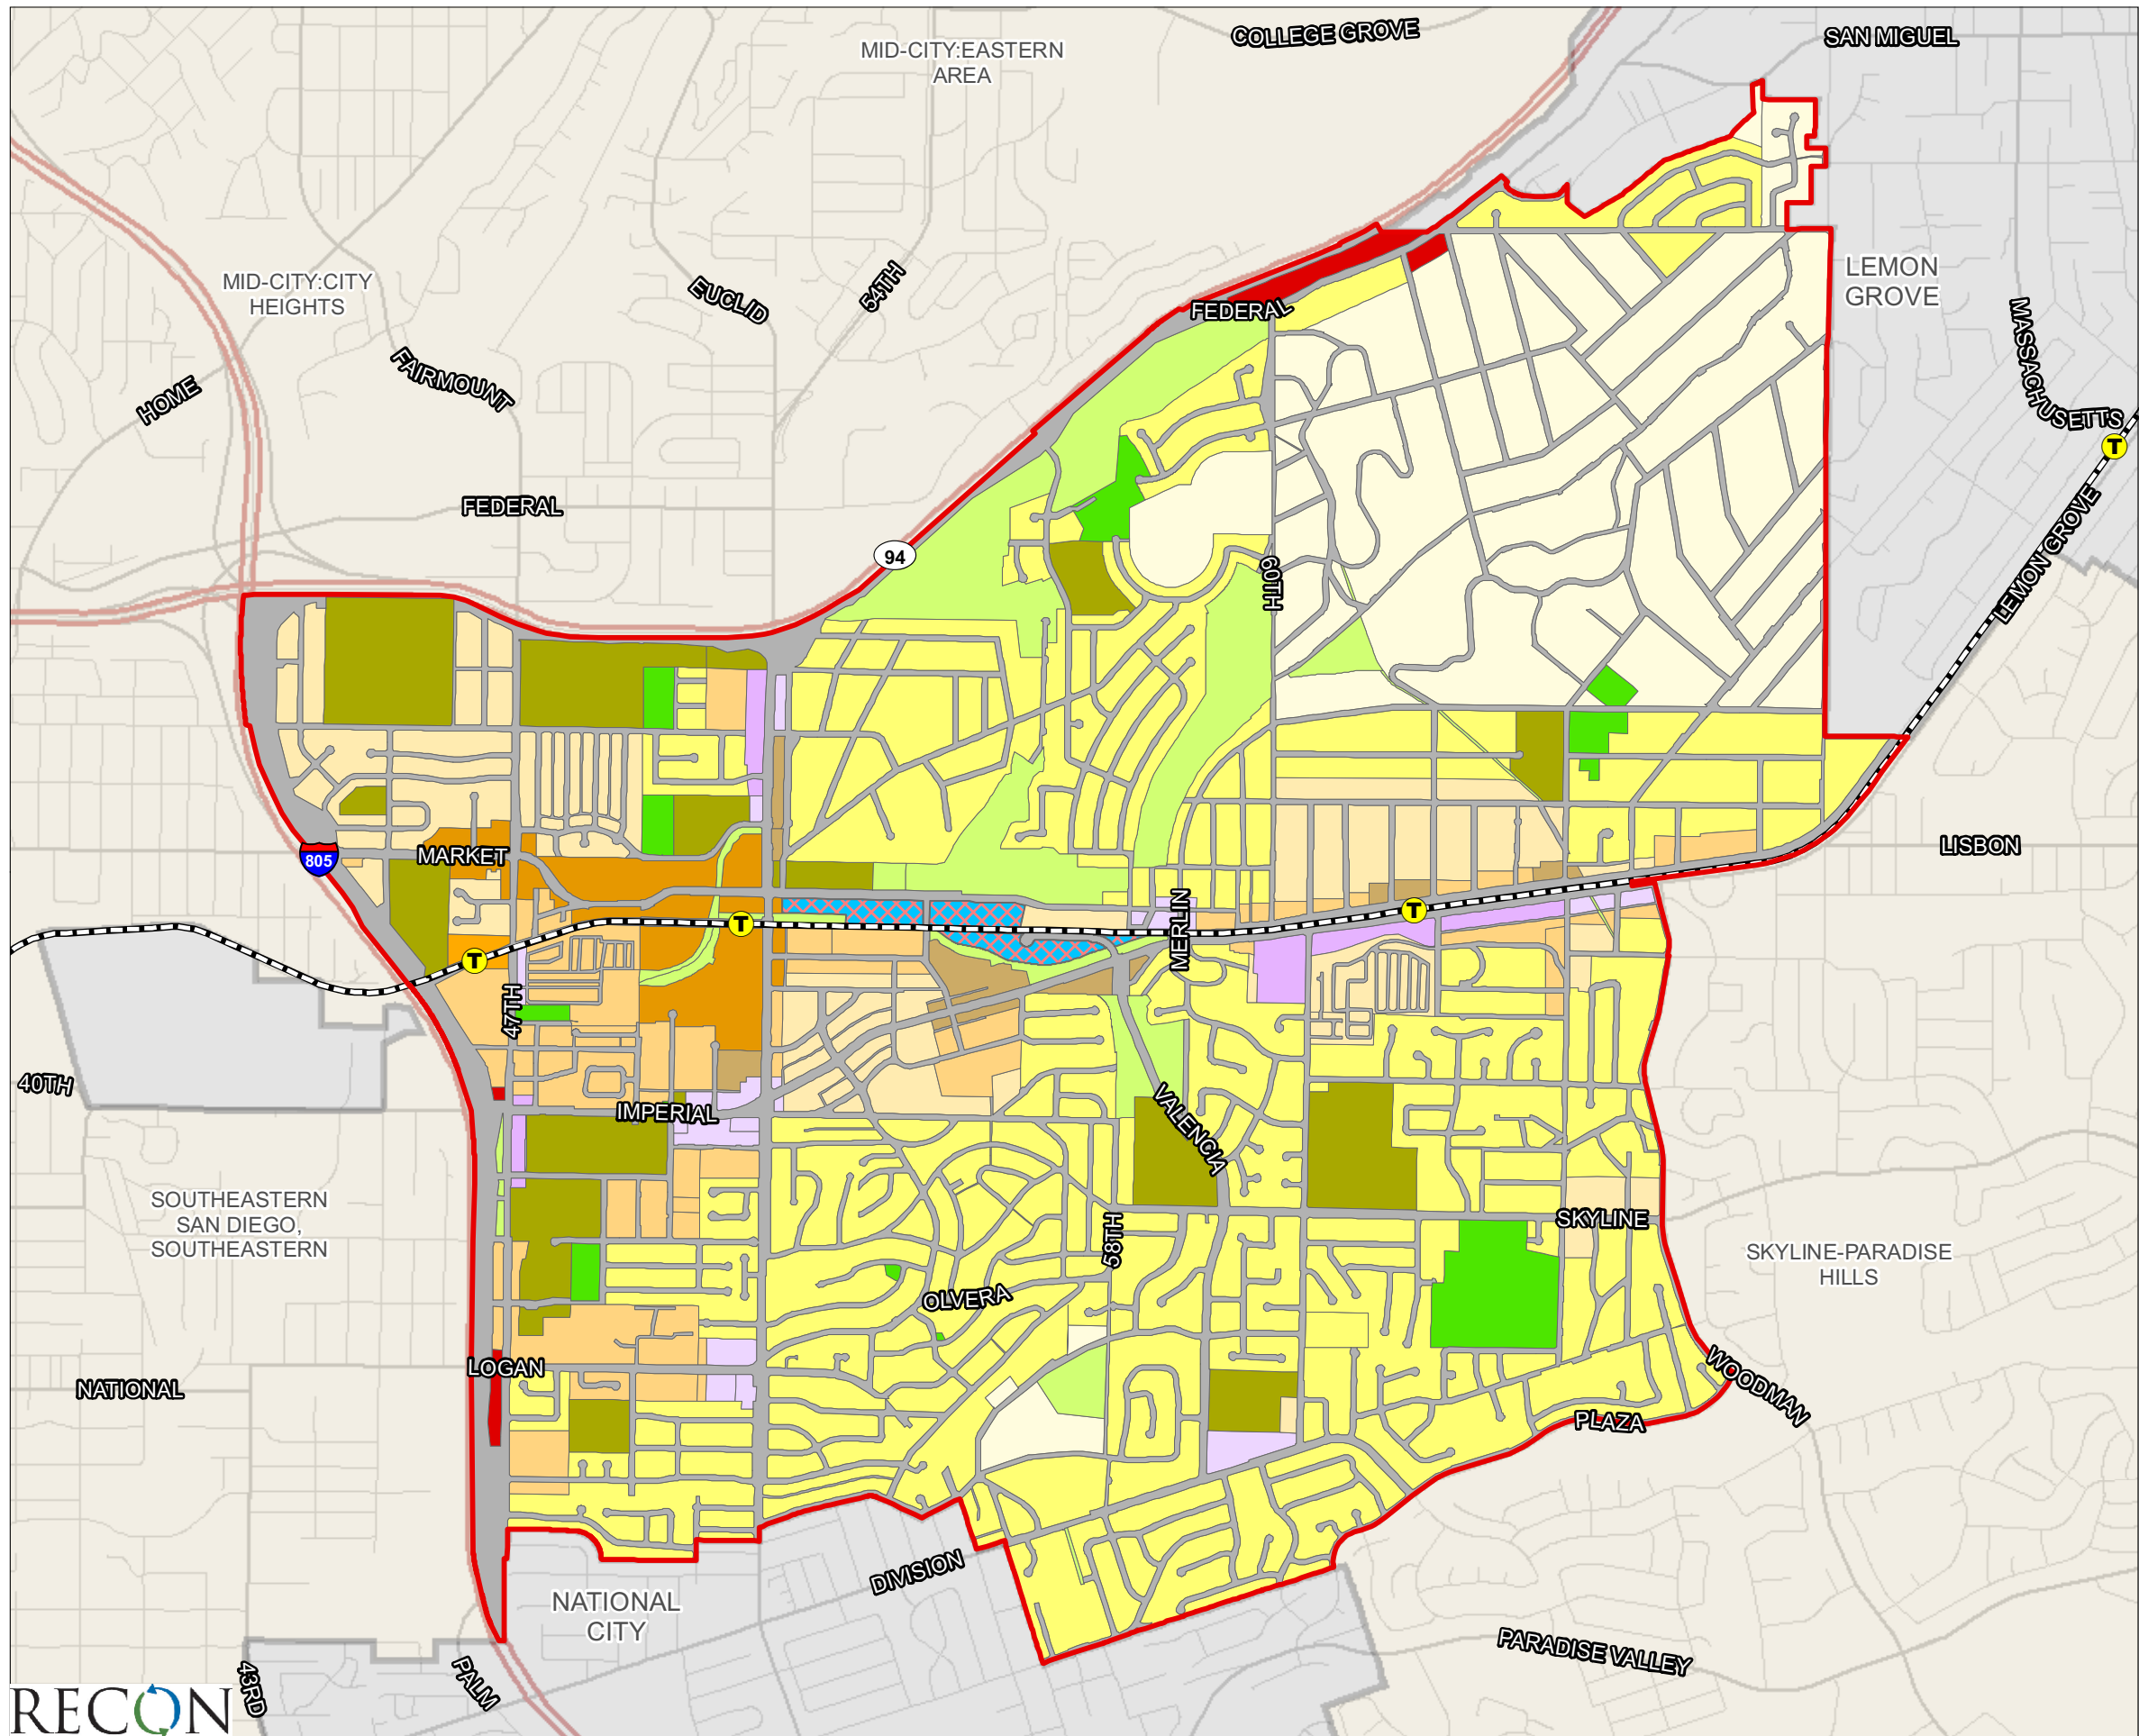 COLLEGE GROVE
SAN MIGUEL
MID-CITY:EASTERN
AREA
MID-CITY:CITY
HEIGHTS
EUCLID
54TH
FEDERAL
LEMON
GROVE
MASSACHUSETTS
HOME
FAIRMOUNT
T
FEDERAL
94
60TH
LEMON GROVE
MARKET
805
LISBON
T
T
T
MERLIN
47TH
40TH
IMPERIAL
VALENCIA
SOUTHEASTERN
SAN DIEGO,
SOUTHEASTERN
58TH
SKYLINE
SKYLINE-PARADISE
HILLS
OLVERA
LOGAN
NATIONAL
WOODMAN
PLAZA
DIVISION
NATIONAL
CITY
PARADISE VALLEY
43RD
PALM
RECON